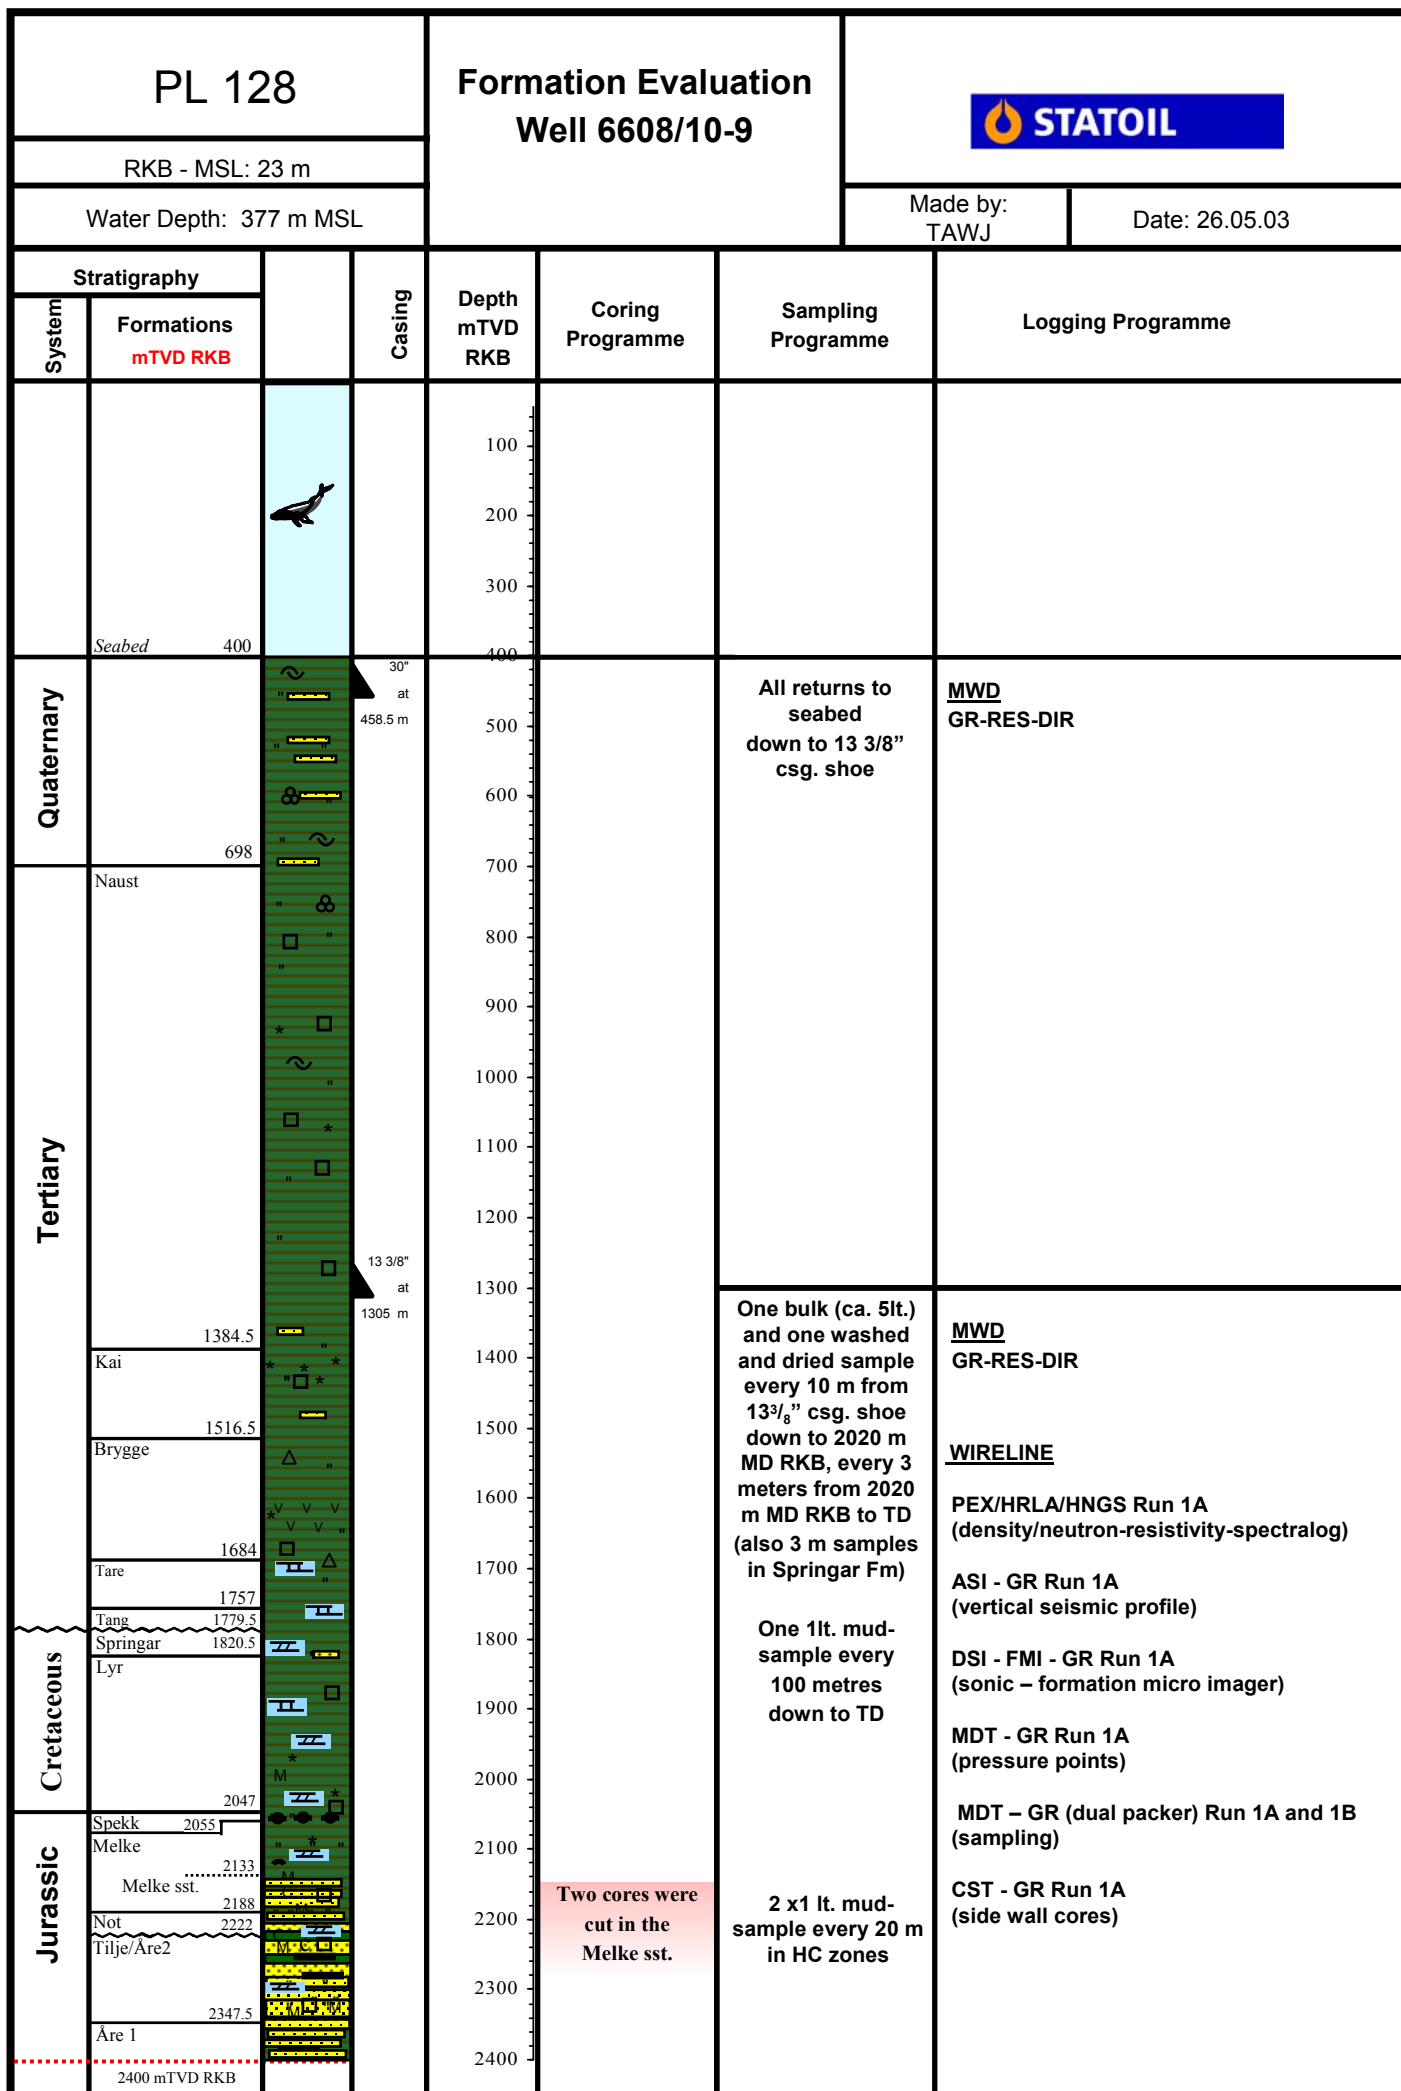 PL 128
RKB - MSL: 23 m
Water Depth: 377 m MSL
Formation Evaluation
Well 6608/10-9
STATOIL
Made by:
TAWJ
Date: 26.05.03
Stratigraphy
System
Formations
mTVD RKB
Casing
Depth
mTVD
RKB
Coring
Programme
Sampling
Programme
Logging Programme
100
200
300
400
500
600
700
800
900
1000
1100
1200
1300
1400
1500
1600
1700
1800
1900
2000
2100
2200
2300
2400
Seabed 400
Quaternary
698
Tertiary
Naust
1384.5
Kai
1516.5
Brygge
1684
Tare
1757
Tang 1779.5
Cretaceous
Springar 1820.5
Lyr
2047
Jurassic
Spekk 2055
Melke
2133
Melke sst.
2188
Not 2222
Tilje/Åre2
2347.5
Åre 1
2400 mTVD RKB
30"
at
458.5 m
13 3/8"
at
1305 m
Two cores were
cut in the
Melke sst.
All returns to
seabed
down to 13 3/8”
csg. shoe
One bulk (ca. 5lt.)
and one washed
and dried sample
every 10 m from
13³/₈” csg. shoe
down to 2020 m
MD RKB, every 3
meters from 2020
m MD RKB to TD
(also 3 m samples
in Springar Fm)
One 1lt. mud-
sample every
100 metres
down to TD
2 x1 lt. mud-
sample every 20 m
in HC zones
MWD
GR-RES-DIR
MWD
GR-RES-DIR
WIRELINE
PEX/HRLA/HNGS Run 1A
(density/neutron-resistivity-spectralog)
ASI - GR Run 1A
(vertical seismic profile)
DSI - FMI - GR Run 1A
(sonic – formation micro imager)
MDT - GR Run 1A
(pressure points)
MDT – GR (dual packer) Run 1A and 1B
(sampling)
CST - GR Run 1A
(side wall cores)